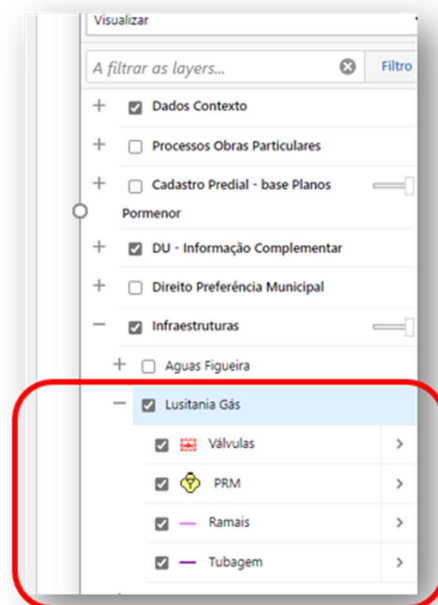 Visualizar
A filtrar as layers... Filtro
Dados Contexto
Processos Obras Particulares
Cadastro Predial - base Planos
Pormenor
DU - Informação Complementar
Direito Preferência Municipal
Infraestruturas
Aguas Figueira
Lusitania Gás
Válvulas
PRM
Ramais
Tubagem